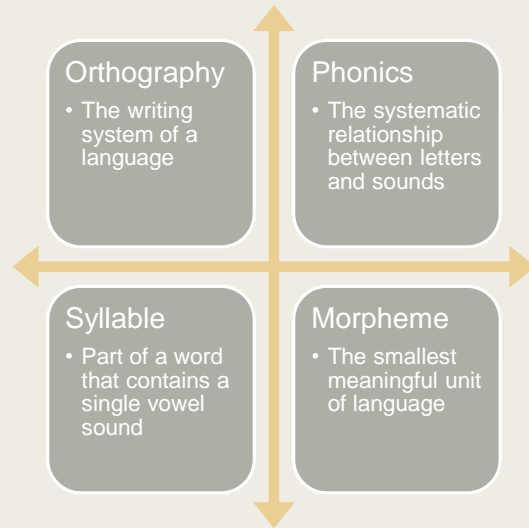 Orthography
• The writing
system of a
language
Phonics
• The systematic
relationship
between letters
and sounds
Syllable
• Part of a word
that contains a
single vowel
sound
Morpheme
• The smallest
meaningful unit
of language